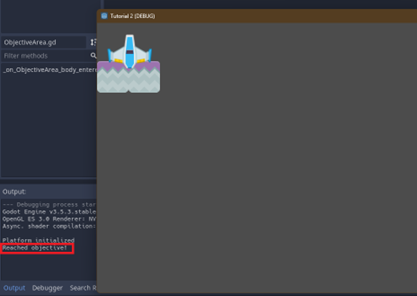 Tutorial 2 (DEBUG)
ObjectiveArea.gd
Filter methods
_on_ObjectiveArea_body_enter
Output:
--- Debugging process star
Godot Engine v3.5.3.stable
OpenGL ES 3.0 Renderer: NV
Async. shader compilation:
Platform initialized
Reached objective!
Output Debugger Search R